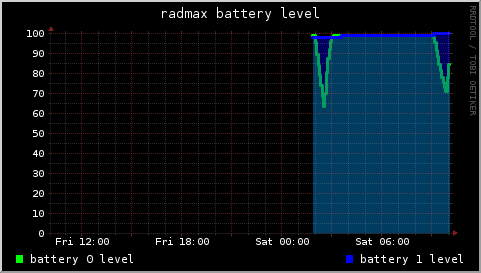 radmax battery level
RRDTOOL / TOBI OETIKER
100
90
80
70
60
50
40
30
20
10
0
Fri 12:00 Fri 18:00 Sat 00:00 Sat 06:00
battery 0 level battery 1 level